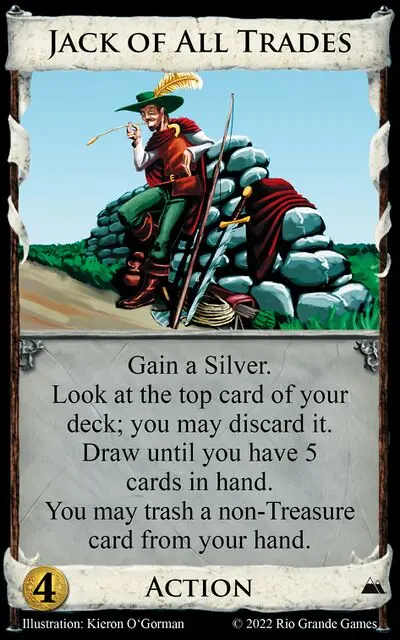 JACK OF ALL TRADES
Gain a Silver.
Look at the top card of your
deck; you may discard it.
Draw until you have 5
cards in hand.
You may trash a non-Treasure
card from your hand.
4
ACTION
Illustration: Kieron O‘Gorman
© 2022 Rio Grande Games